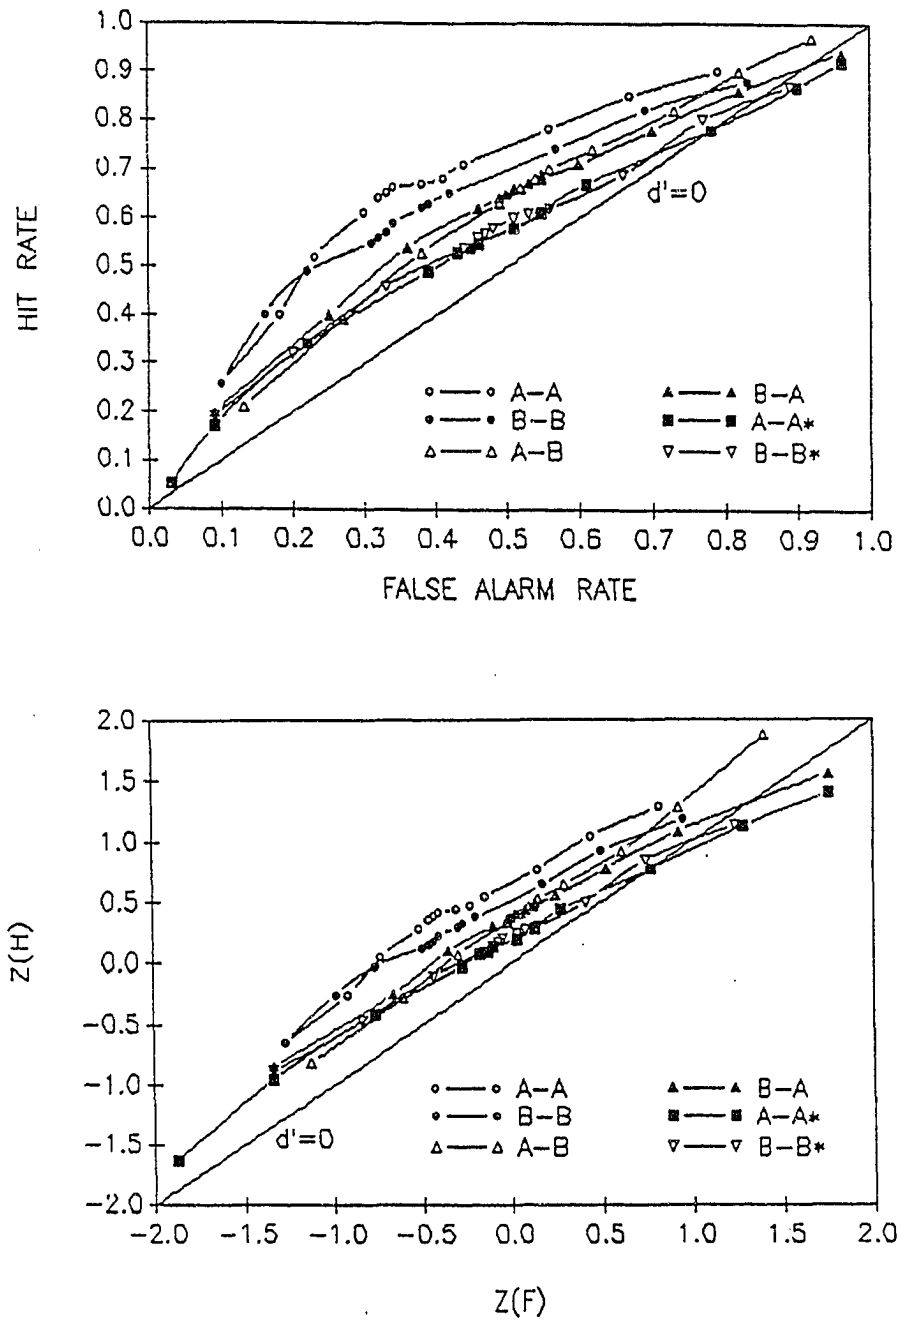 1.0
0.9
0.8
0.7
0.6
0.5
0.4
0.3
0.2
0.1
0.0
HIT RATE
d'=0
A-A
B-B
A-B
B-A
A-A*
B-B*
0.0 0.1 0.2 0.3 0.4 0.5 0.6 0.7 0.8 0.9 1.0
FALSE ALARM RATE
2.0
1.5
1.0
0.5
0.0
-0.5
-1.0
-1.5
-2.0
Z(H)
d'=0
A-A
B-B
A-B
B-A
A-A*
B-B*
-2.0 -1.5 -1.0 -0.5 0.0 0.5 1.0 1.5 2.0
Z(F)